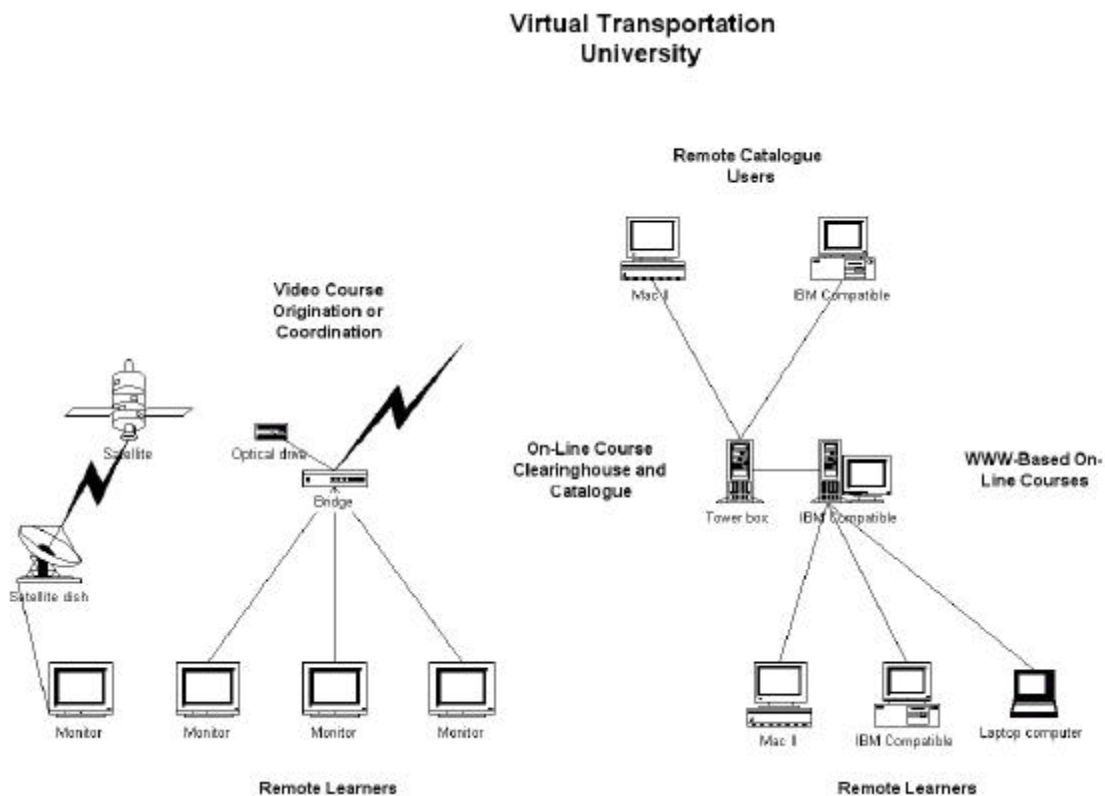 Virtual Transportation
University
Remote Catalogue
Users
Mac II
IBM Compatible
Video Course
Origination or
Coordination
Satellite
Optical drive
Bridge
On-Line Course
Clearinghouse and
Catalogue
Tower box
IBM Compatible
WWW-Based On-
Line Courses
Satellite dish
Monitor
Monitor
Monitor
Monitor
Mac II
IBM Compatible
Laptop computer
Remote Learners
Remote Learners